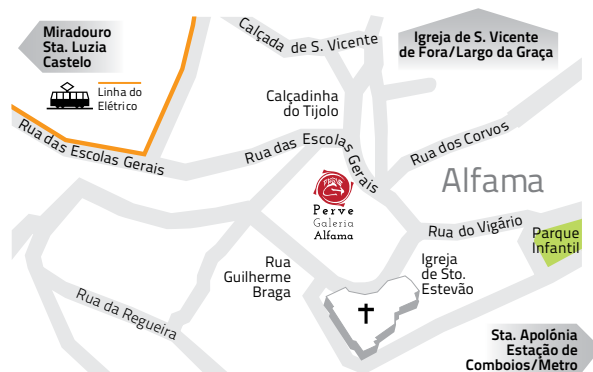 Miradouro
Sta. Luzia
Castelo
Linha do
Elétrico
Calçada de S. Vicente
Igreja de S. Vicente
de Fora/Largo da Graça
Calçadinha
do Tijolo
Rua das Escolas Gerais
Rua das Escolas Gerais
Rua dos Corvos
Alfama
Perve
Galeria
Alfama
Rua do Vigário
Parque
Infantil
Rua
Guilherme
Braga
Igreja
de Sto.
Estevão
Rua da Regueira
Sta. Apolónia
Estação de
Comboios/Metro